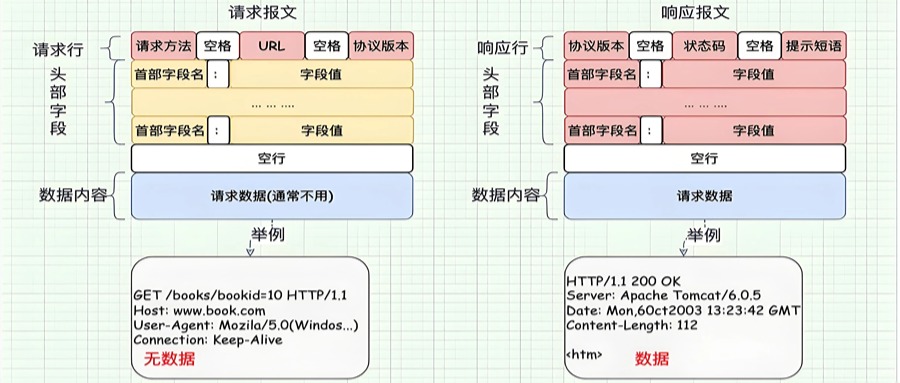 请求报文
请求行
请求方法 空格 URL 空格 协议版本
头部字段
首部字段名 : 字段值
... ... ....
首部字段名 : 字段值
空行
数据内容
请求数据(通常不用)
举例
GET /books/bookid=10 HTTP/1.1
Host: www.book.com
User-Agent: Mozila/5.0(Windos...)
Connection: Keep-Alive
无数据
响应报文
响应行
协议版本 空格 状态码 空格 提示短语
头部字段
首部字段名 : 字段值
... ... ....
首部字段名 : 字段值
空行
数据内容
请求数据
举例
HTTP/1.1 200 OK
Server: Apache Tomcat/6.0.5
Date: Mon,6Oct2003 13:23:42 GMT
Content-Length: 112
<htm> 数据